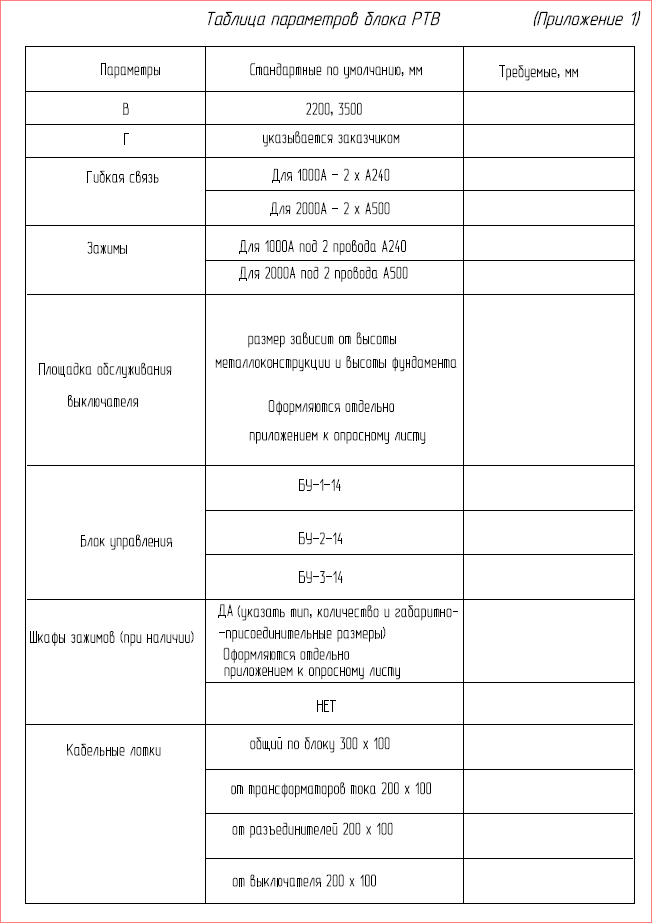 Таблица параметров блока РТВ (Приложение 1)
Параметры Стандартные по умолчанию, мм Требуемые, мм
В 2200, 3500
Г указывается заказчиком
Гибкая связь Для 1000А - 2 х А240
Для 2000А - 2 х А500
Зажимы Для 1000А под 2 провода А240
Для 2000А под 2 провода А500
Площадка обслуживания
выключателя
размер зависит от высоты
металлоконструкции и высоты фундамента
Оформляются отдельно
приложением к опросному листу
Блок управления
БУ-1-14
БУ-2-14
БУ-3-14
Шкафы зажимов (при наличии)
ДА (указать тип, количество и габаритно-
-присоединительные размеры)
Оформляются отдельно
приложением к опросному листу
НЕТ
Кабельные лотки общий по блоку 300 х 100
от трансформаторов тока 200 х 100
от разъединителей 200 х 100
от выключателя 200 х 100